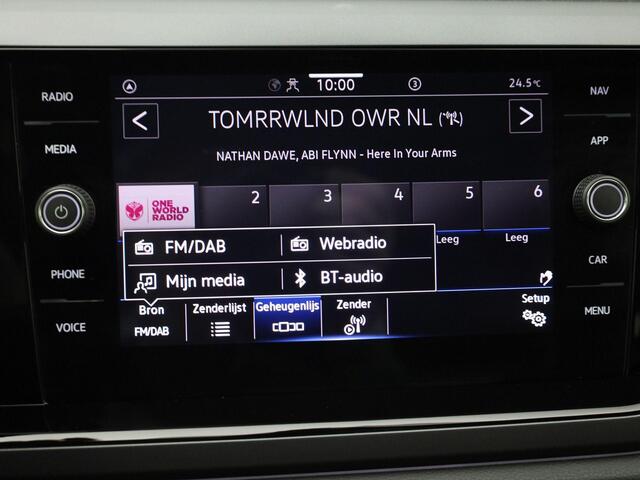 RADIO
MEDIA
PHONE
VOICE
10:00
3
24.5°C
TOMRRWLND OWR NL
NATHAN DAWE, ABI FLYNN - Here In Your Arms
ONE
WORLD
RADIO
2
3
4
5
6
Leeg
Leeg
FM/DAB
Webradio
Mijn media
BT-audio
Bron
FM/DAB
Zenderlijst
Geheugenlijs
Zender
Setup
NAV
APP
CAR
MENU